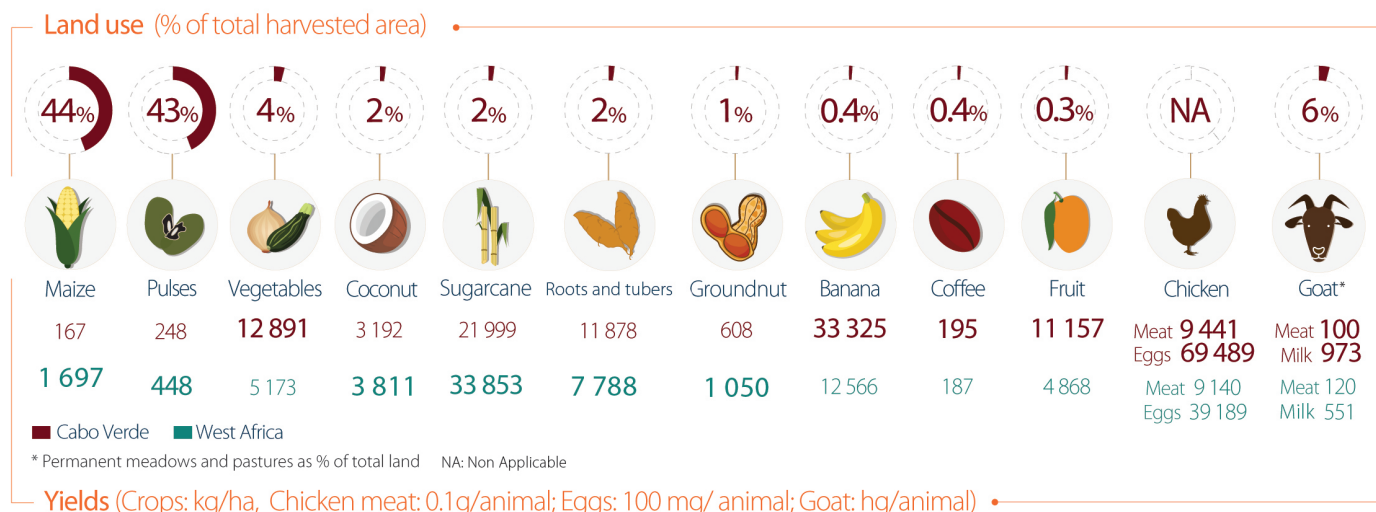 Land use (% of total harvested area)
44% 43% 4% 2% 2% 2% 1% 0.4% 0.4% 0.3% NA 6%
Maize Pulses Vegetables Coconut Sugarcane Roots and tubers Groundnut Banana Coffee Fruit Chicken Goat*
167 248 12 891 3 192 21 999 11 878 608 33 325 195 11 157 Meat 9 441 Meat 100
Eggs 69 489 Milk 973
1 697 448 5 173 3 811 33 853 7 788 1 050 12 566 187 4 868 Meat 9 140 Meat 120
Eggs 39 189 Milk 551
Cabo Verde West Africa
* Permanent meadows and pastures as % of total land NA: Non Applicable
Yields (Crops: kg/ha, Chicken meat: 0.1g/animal; Eggs: 100 mg/ animal; Goat: hg/animal)